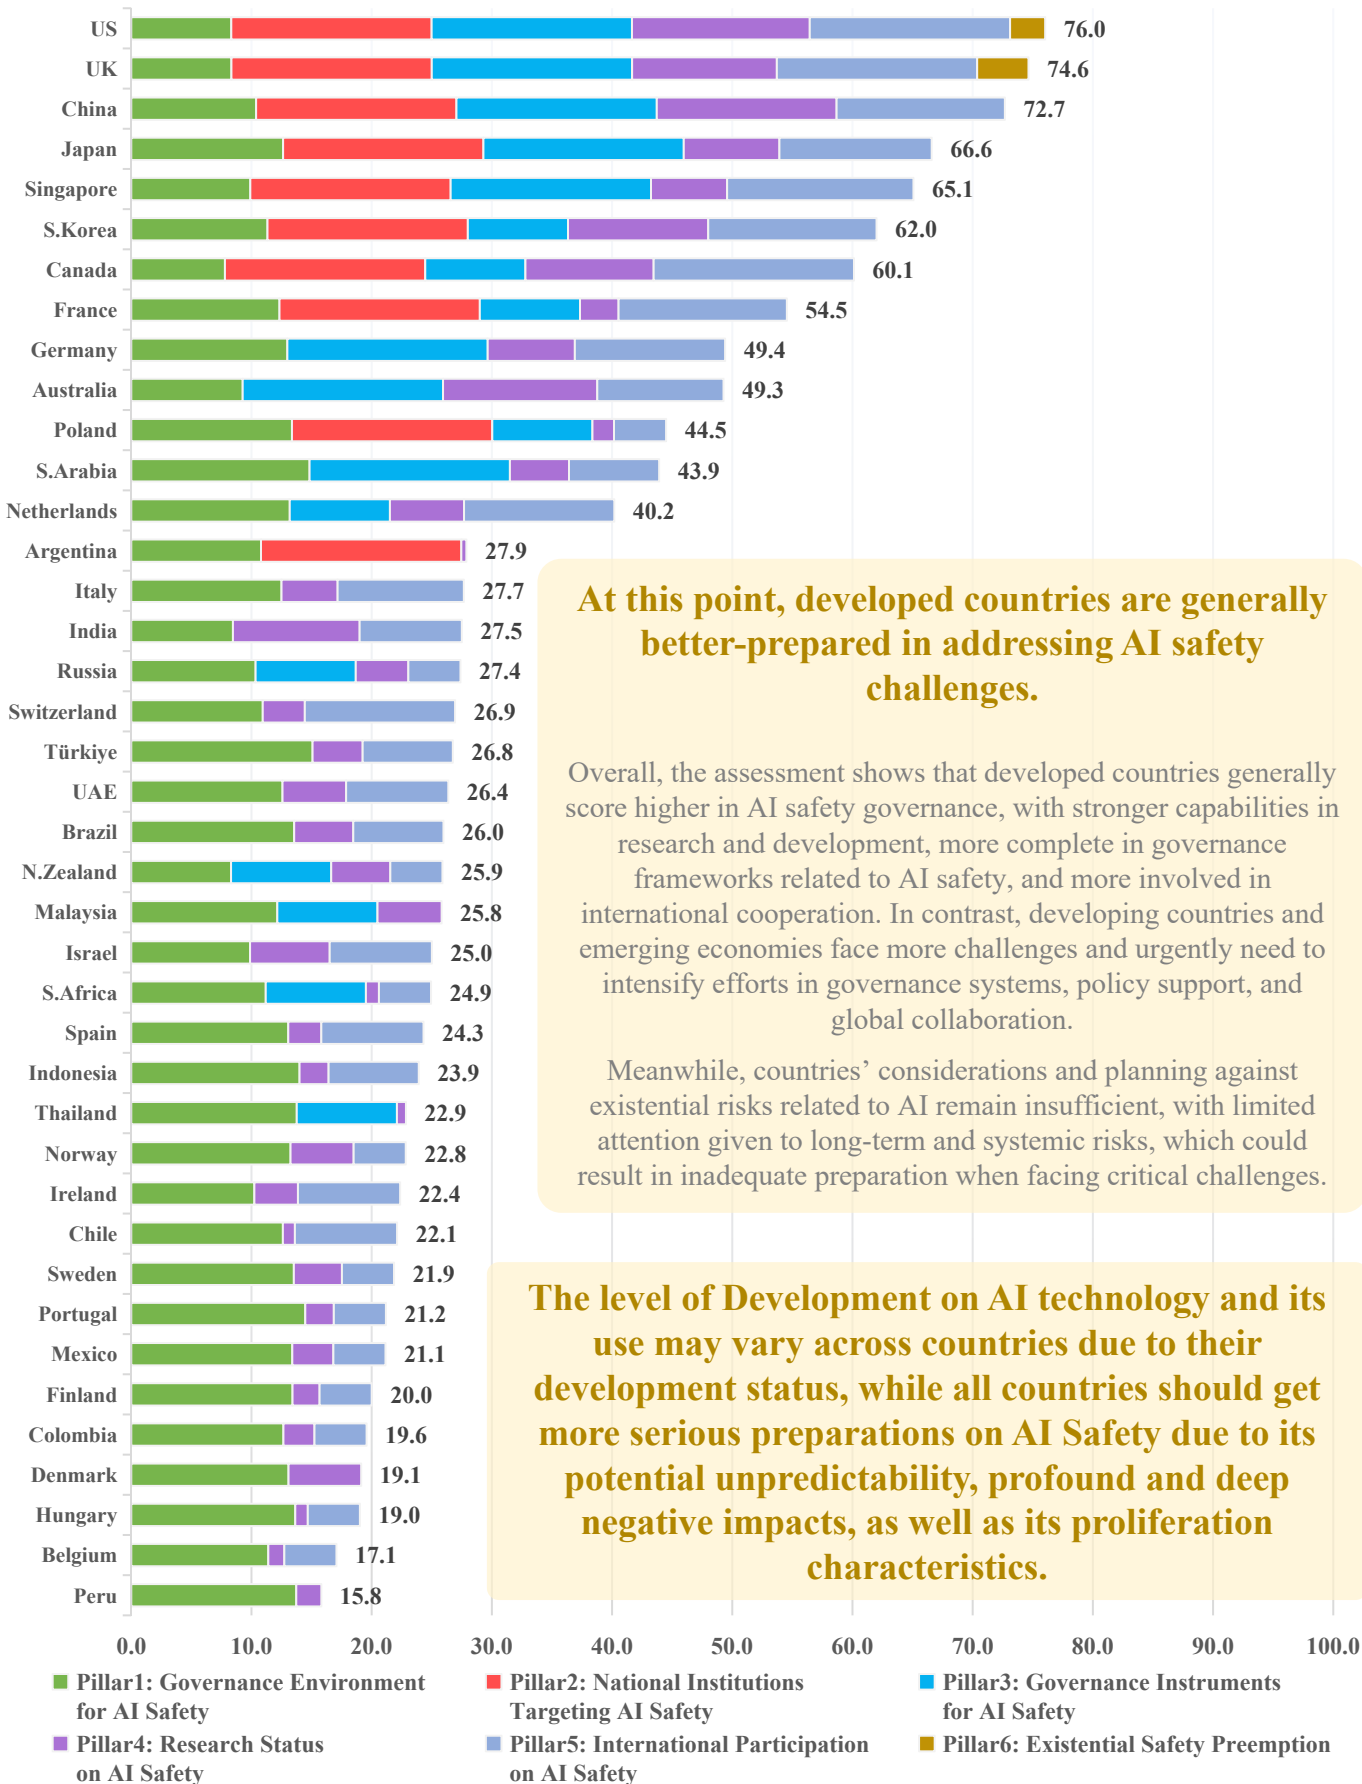 US 76.0
UK 74.6
China 72.7
Japan 66.6
Singapore 65.1
S.Korea 62.0
Canada 60.1
France 54.5
Germany 49.4
Australia 49.3
Poland 44.5
S.Arabia 43.9
Netherlands 40.2
Argentina 27.9
Italy 27.7
India 27.5
Russia 27.4
Switzerland 26.9
Türkiye 26.8
UAE 26.4
Brazil 26.0
N.Zealand 25.9
Malaysia 25.8
Israel 25.0
S.Africa 24.9
Spain 24.3
Indonesia 23.9
Thailand 22.9
Norway 22.8
Ireland 22.4
Chile 22.1
Sweden 21.9
Portugal 21.2
Mexico 21.1
Finland 20.0
Colombia 19.6
Denmark 19.1
Hungary 19.0
Belgium 17.1
Peru 15.8
At this point, developed countries are generally
better-prepared in addressing AI safety
challenges.
Overall, the assessment shows that developed countries generally
score higher in AI safety governance, with stronger capabilities in
research and development, more complete in governance
frameworks related to AI safety, and more involved in
international cooperation. In contrast, developing countries and
emerging economies face more challenges and urgently need to
intensify efforts in governance systems, policy support, and
global collaboration.
Meanwhile, countries’ considerations and planning against
existential risks related to AI remain insufficient, with limited
attention given to long-term and systemic risks, which could
result in inadequate preparation when facing critical challenges.
The level of Development on AI technology and its
use may vary across countries due to their
development status, while all countries should get
more serious preparations on AI Safety due to its
potential unpredictability, profound and deep
negative impacts, as well as its proliferation
characteristics.
0.0 10.0 20.0 30.0 40.0 50.0 60.0 70.0 80.0 90.0 100.0
Pillar1: Governance Environment
for AI Safety
Pillar2: National Institutions
Targeting AI Safety
Pillar3: Governance Instruments
for AI Safety
Pillar4: Research Status
on AI Safety
Pillar5: International Participation
on AI Safety
Pillar6: Existential Safety Preemption